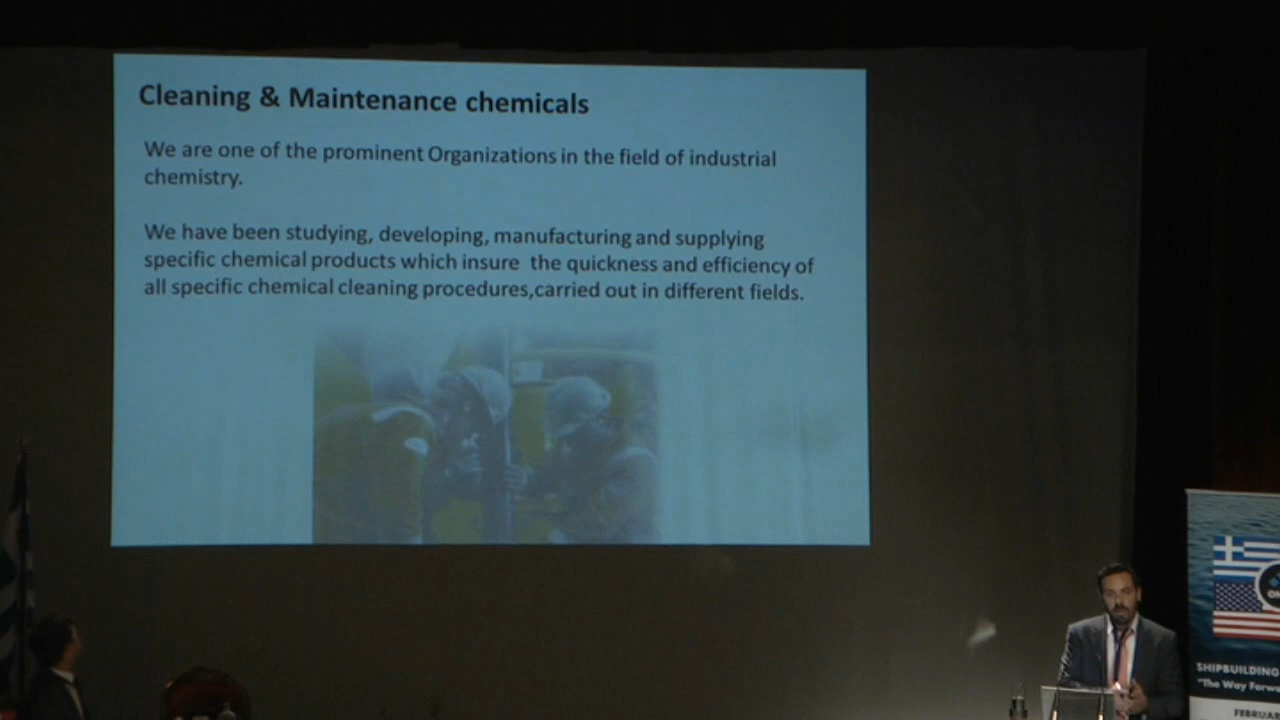 Cleaning & Maintenance chemicals
We are one of the prominent Organizations in the field of industrial
chemistry.
We have been studying, developing, manufacturing and supplying
specific chemical products which insure  the quickness and efficiency of
all specific chemical cleaning procedures,carried out in different fields.
SHIPBUILDING
"The Way